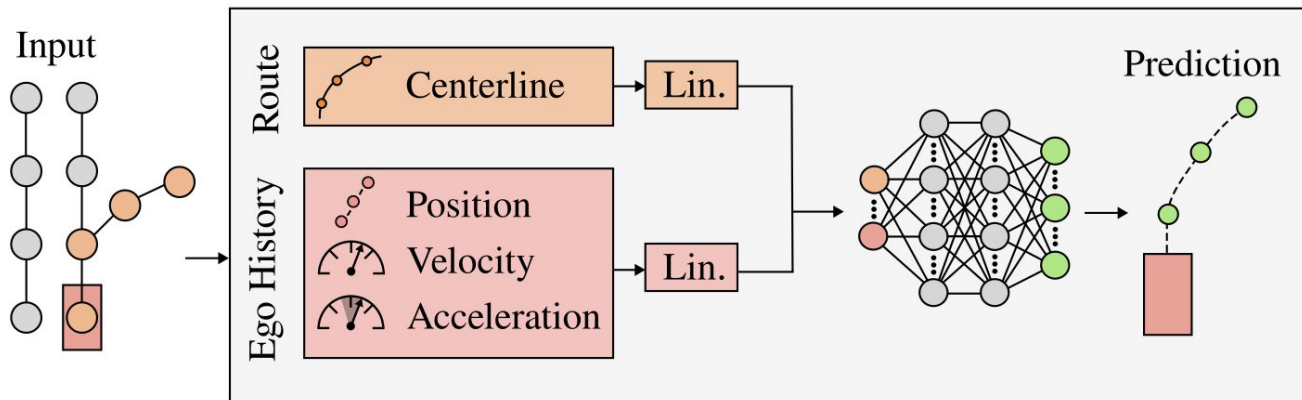 Input
Route
Centerline
Lin.
Ego History
Position
Velocity
Acceleration
Lin.
Prediction